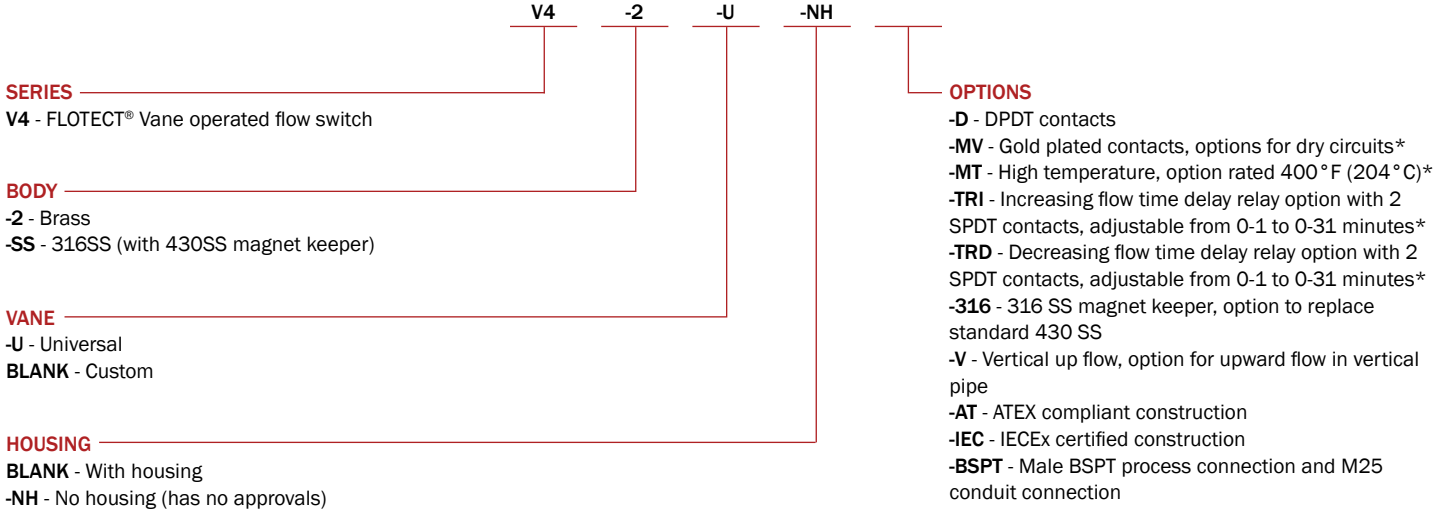 V4 -2 -U -NH
SERIES
V4 - FLOTECT® Vane operated flow switch
BODY
-2 - Brass
-SS - 316SS (with 430SS magnet keeper)
VANE
-U - Universal
BLANK - Custom
HOUSING
BLANK - With housing
-NH - No housing (has no approvals)
OPTIONS
-D - DPDT contacts
-MV - Gold plated contacts, options for dry circuits*
-MT - High temperature, option rated 400°F (204°C)*
-TRI - Increasing flow time delay relay option with 2
SPDT contacts, adjustable from 0-1 to 0-31 minutes*
-TRD - Decreasing flow time delay relay option with 2
SPDT contacts, adjustable from 0-1 to 0-31 minutes*
-316 - 316 SS magnet keeper, option to replace
standard 430 SS
-V - Vertical up flow, option for upward flow in vertical
pipe
-AT - ATEX compliant construction
-IEC - IECEx certified construction
-BSPT - Male BSPT process connection and M25
conduit connection